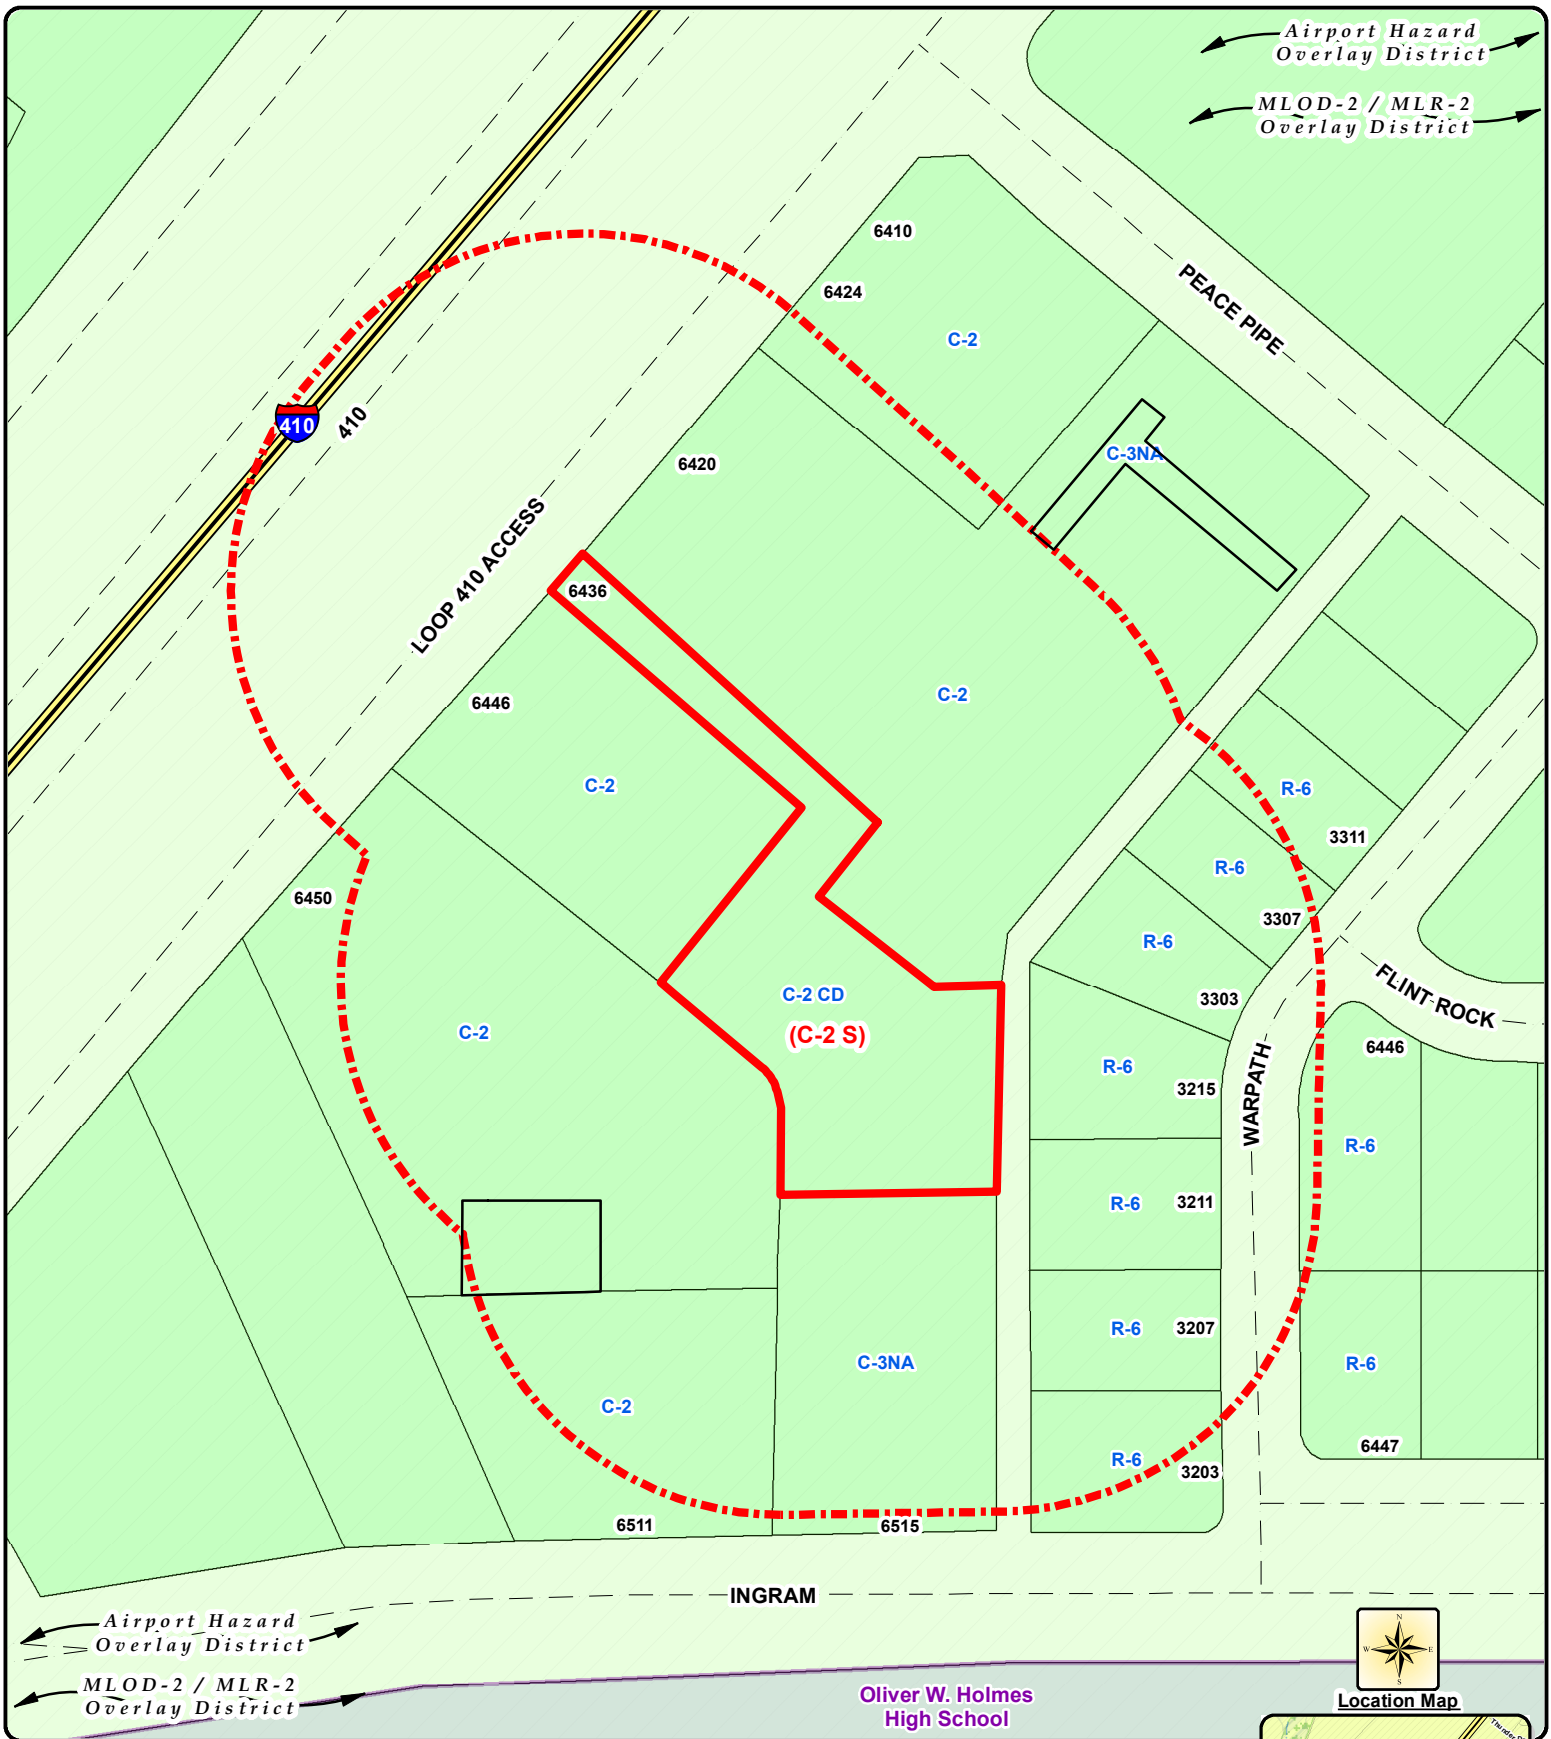 Airport Hazard
Overlay District
MLOD-2 / MLR-2
Overlay District
6410
6424
C-2
PEACE PIPE
410
410
6420
C-3NA
LOOP 410 ACCESS
6436
6446
C-2
C-2
R-6
3311
R-6
6450
3307
R-6
FLINT ROCK
C-2 CD
3303
(C-2 S)
C-2
6446
R-6
3215
WARPATH
R-6
R-6
3211
R-6
3207
C-3NA
R-6
C-2
6447
R-6
3203
6511
6515
INGRAM
Airport Hazard
Overlay District
N
W
E
S
MLOD-2 / MLR-2
Overlay District
Oliver W. Holmes
High School
Location Map
Thunder